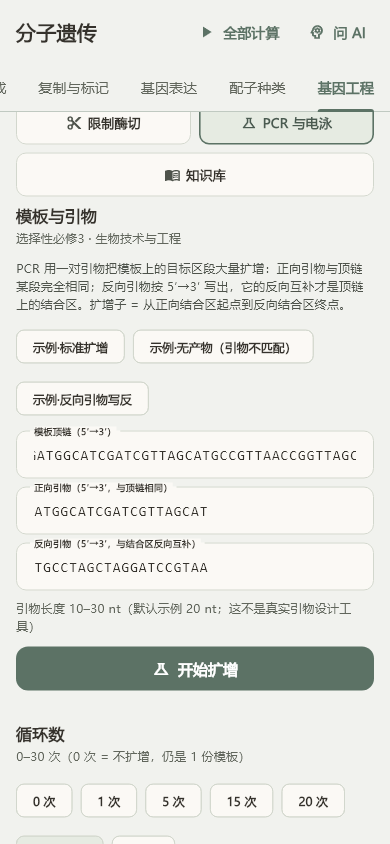 分子遗传
全部计算
问 AI
复制与标记
基因表达
配子种类
基因工程
限制酶切
PCR 与电泳
知识库
模板与引物
选择性必修3 · 生物技术与工程
PCR 用一对引物把模板上的目标区段大量扩增：正向引物与顶链
某段完全相同；反向引物按 5′→3′ 写出，它的反向互补才是顶链
上的结合区。扩增子 = 从正向结合区起点到反向结合区终点。
示例·标准扩增
示例·无产物（引物不匹配）
示例·反向引物写反
模板顶链（5′→3′）
ATGGCATCGATCGTTAGCATGCCGTTAACCGGTTAGC
正向引物（5′→3′，与顶链相同）
ATGGCATCGATCGTTAGCAT
反向引物（5′→3′，与结合区反向互补）
TGCCTAGCTAGGATCCGTAA
引物长度 10–30 nt（默认示例 20 nt；这不是真实引物设计工
具）
开始扩增
循环数
0–30 次（0 次 = 不扩增，仍是 1 份模板）
0 次
1 次
5 次
15 次
20 次